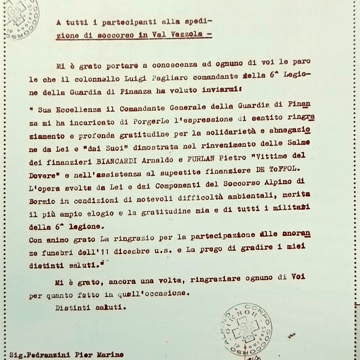 A tutti i partecipanti alla spedi-
zione di soccorso in Val Vezzola -
Mi è grato portare a conoscenza ad ognuno di voi le paro
le che il colonnello Luigi Pagliaro comandante della 6^ Legio-
ne della Guardia di Finanza ha voluto inviarmi:
" Sua Eccellenza il Comandante Generale della Guardia di Finan
za mi ha incaricato di PorgerLe l'espressione di sentito ringra
ziamento e profonda gratitudine per la solidarietà e abnegazio
ne da Lei e "dai Suoi" dimostrata nel rinvenimento delle Salme
dei finanzieri BIANCARDI Arnaldo e FURLAN Pietro "Vittime del
Dovere" e nell'assistenza al supestite finanziere DE TOFFOL.
L'opera svolta da Lei e dai Componenti del Soccorso Alpino di
Bormio in condizioni di notevoli difficoltà ambientali, merita
il più ampio elogio e la gratitudine mia e di tutti i militari
della 6^ legione.
Con animo grato La ringrazio per la partecipazione alle onoran
ze funebri dell'11 dicembre u.s. e La prego di gradire i miei
distinti saluti."
Mi è grato, ancora una volta, ringraziare ognuno di Voi
per quanto fatto in quell'occasione.
Distinti saluti.
Sig.Pedranzini Pier Marino